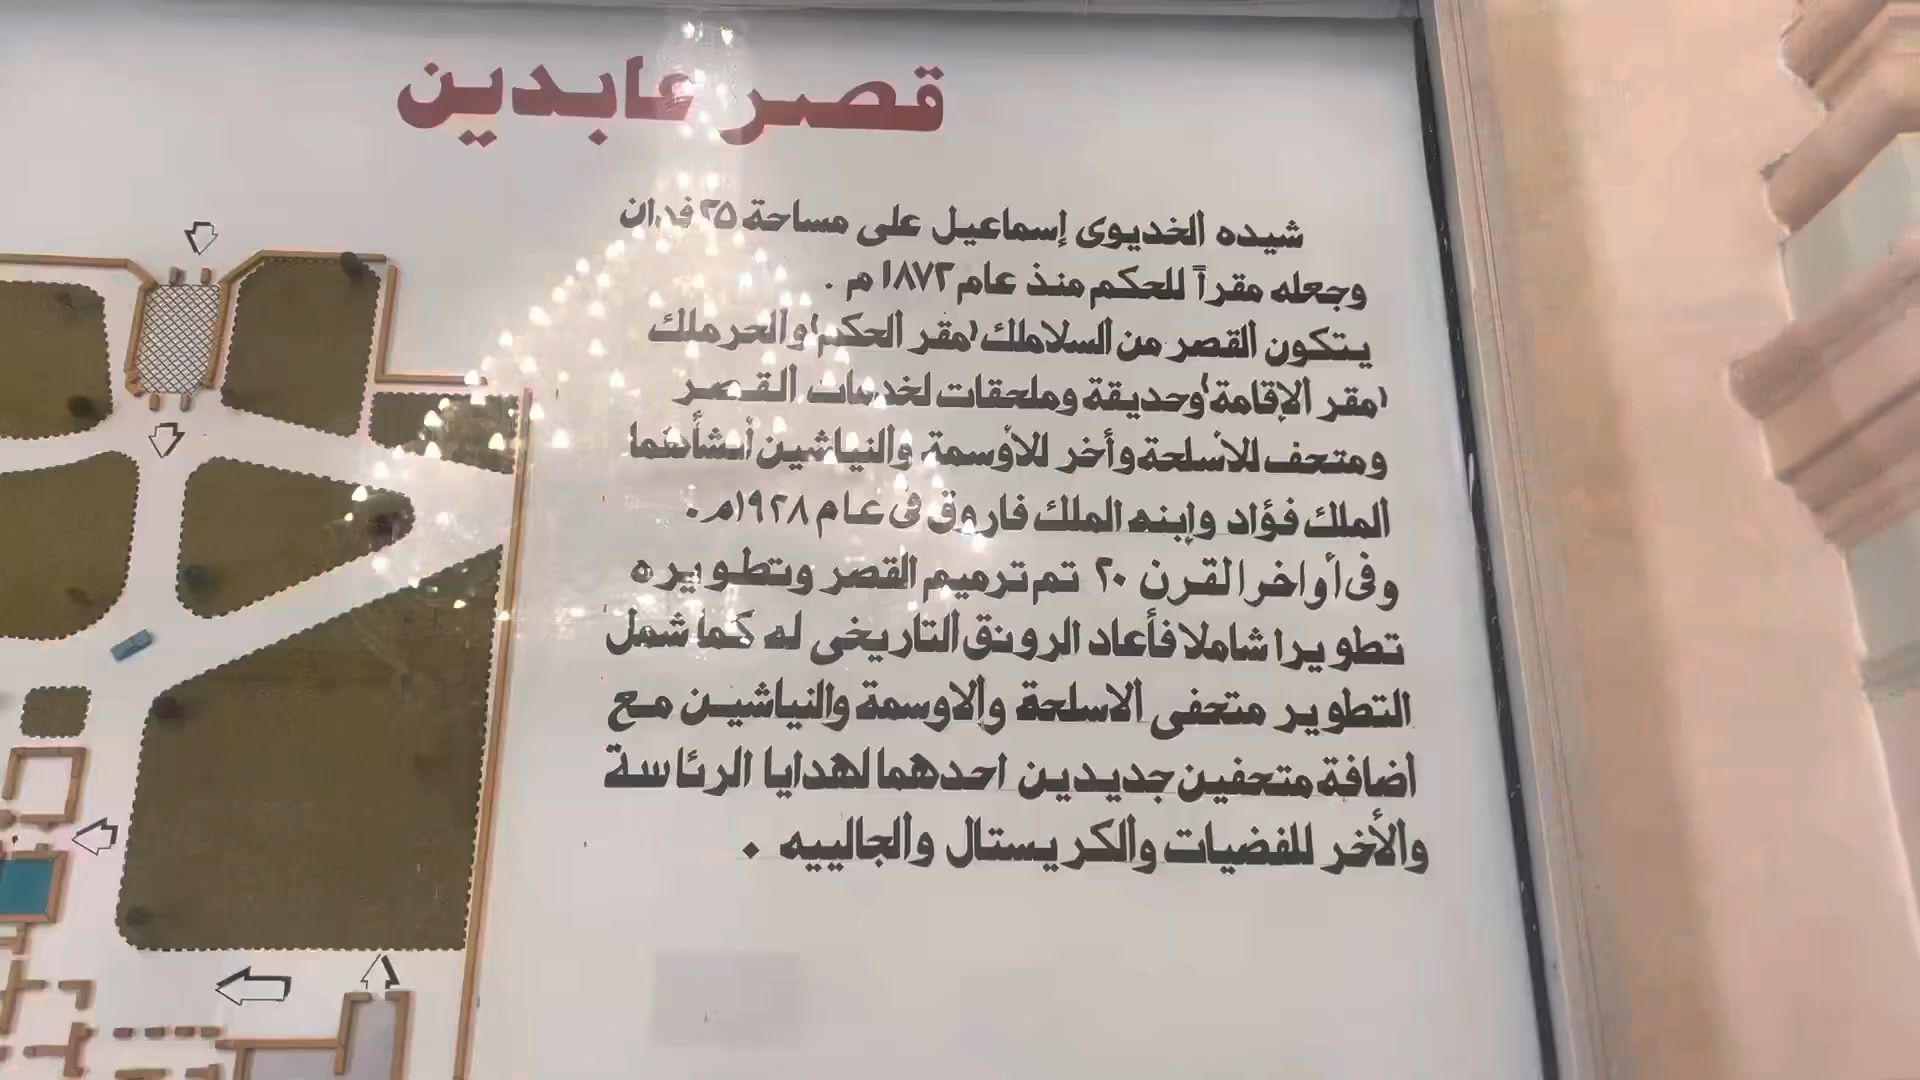 قصر عابدين
شيده الخديوى إسماعيل على مساحة ٢٥ فدان
وجعله مقراً للحكم منذ عام ١٨٧٢ م .
يتكون القصر من السلاملك (مقر الحكم) والحرملك
(مقر الإقامة) وحديقة وملحقات لخدمات القصر
ومتحف للأسلحة وأخر للأوسمة والنياشين أنشأهما
الملك فؤاد وإبنه الملك فاروق فى عام ١٩٢٨م .
وفى أواخر القرن ٢٠ تم ترميم القصر وتطويره
تطويرا شاملا فأعاد الرونق التاريخى له كما شمل
التطوير متحفى الاسلحة والاوسمة والنياشين مع
اضافة متحفين جديدين احدهما لهدايا الرئاسة
والأخر للفضيات والكريستال والجالييه .